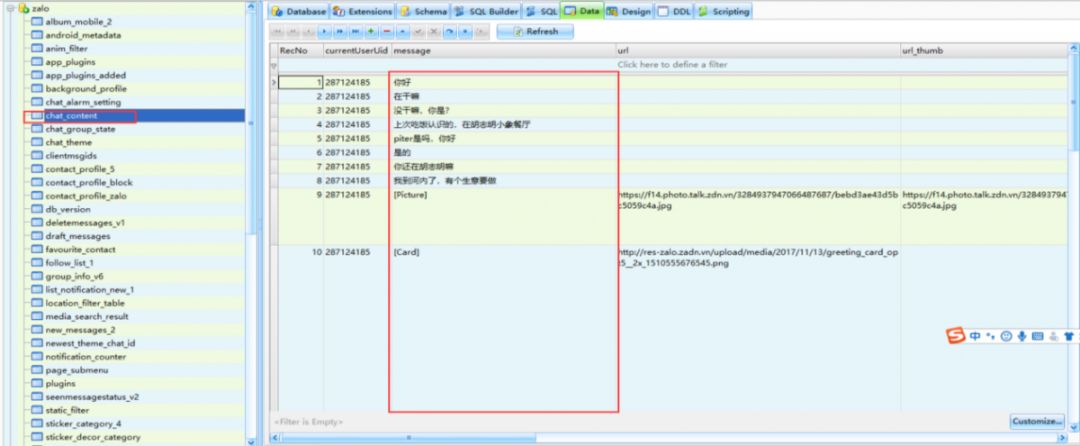 zalo
album_mobile_2
android_metadata
anim_filter
app_plugins
app_plugins_added
background_profile
chat_alarm_setting
chat_content
chat_group_state
chat_theme
clientmsgids
contact_profile_5
contact_profile_block
contact_profile_zalo
db_version
deletemessages_v1
draft_messages
favourite_contact
follow_list_1
group_info_v6
list_notification_new_1
location_filter_table
media_search_result
new_messages_2
newest_theme_chat_id
notification_counter
page_submenu
plugins
seenmessagestatus_v2
static_filter
sticker_category_4
sticker_decor_category
Database Extensions Schema SQL Builder SQL Data Design DDL Scripting
Refresh
RecNo currentUserUid message url url_thumb
Click here to define a filter
1 287124185 你好
2 287124185 在干嘛
3 287124185 没干嘛，你是？
4 287124185 上次吃饭认识的，在胡志明小象餐厅
5 287124185 piter是吗，你好
6 287124185 是的
7 287124185 你还在胡志明嘛
8 287124185 我到河内了，有个生意要做
9 287124185 [Picture] https://f14.photo.talk.zdn.vn/3284937947066487687/bebd3ae43d5b https://f14.photo.talk.zdn.vn/32849379470
c5059c4a.jpg c5059c4a.jpg
10 287124185 [Card] http://res-zalo.zadn.vn/upload/media/2017/11/13/greeting_card_op
5__2x_1510555676545.png
S 中
<Filter is Empty> Customize...